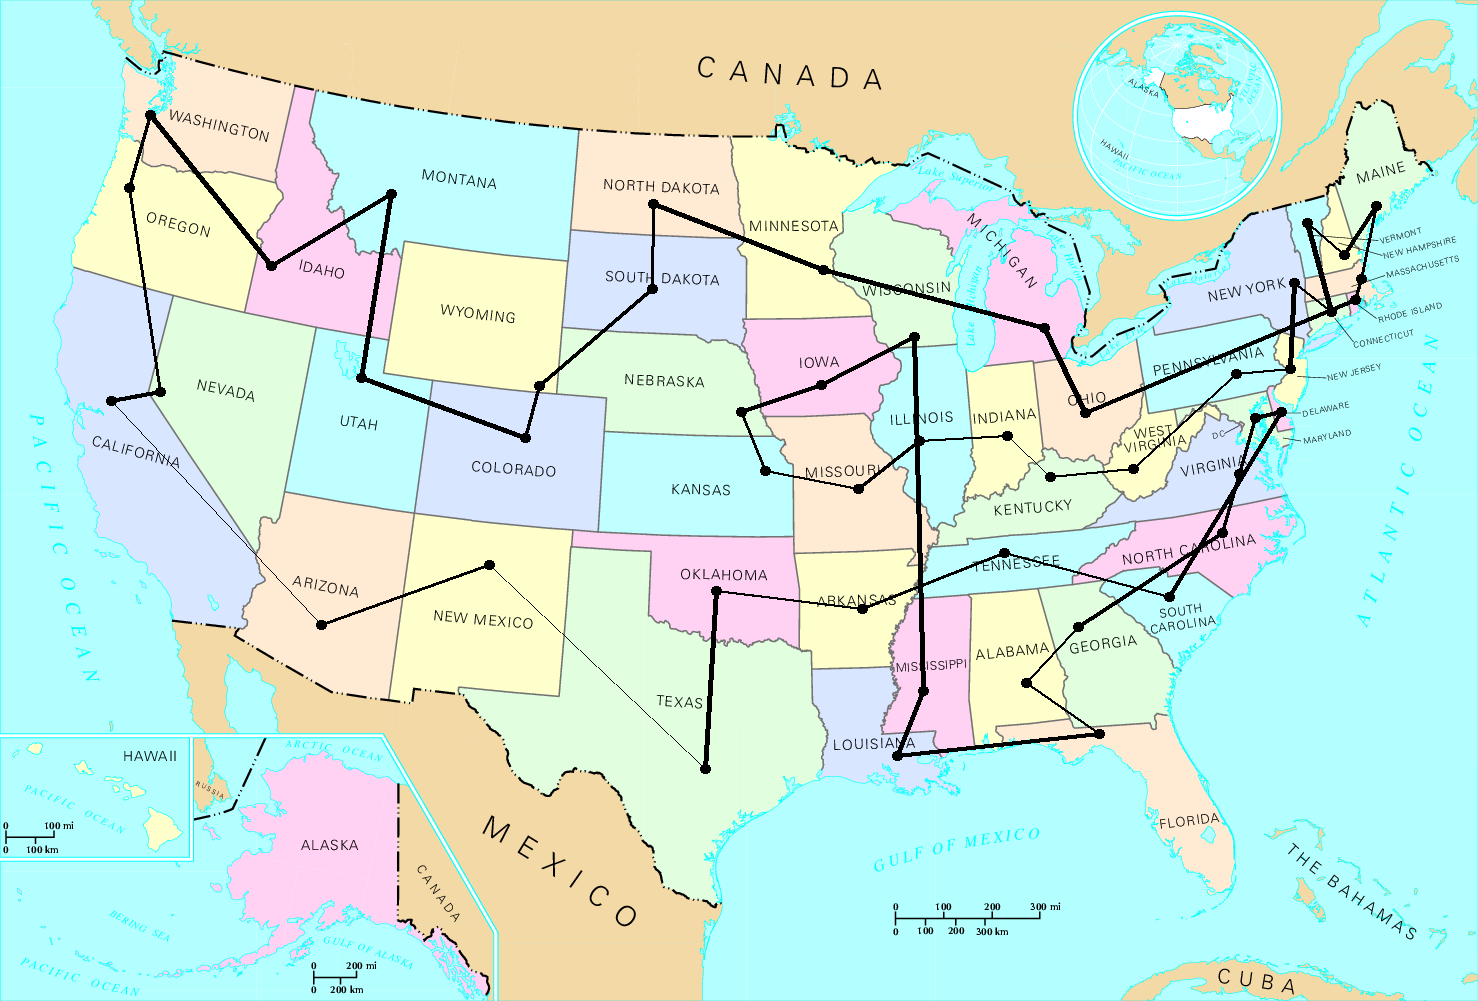 CANADA
ALASKA
ATLANTIC OCEAN
HAWAII
PACIFIC OCEAN
WASHINGTON
MONTANA
NORTH DAKOTA
MINNESOTA
Lake Superior
MICHIGAN
MAINE
OREGON
IDAHO
SOUTH DAKOTA
WISCONSIN
Lake Michigan
VERMONT
NEW HAMPSHIRE
MASSACHUSETTS
NEW YORK
RHODE ISLAND
CONNECTICUT
WYOMING
IOWA
PENNSYLVANIA
NEW JERSEY
NEVADA
NEBRASKA
OHIO
UTAH
ILLINOIS
INDIANA
DELAWARE
MARYLAND
DC
WEST
VIRGINIA
CALIFORNIA
COLORADO
KANSAS
MISSOURI
VIRGINIA
KENTUCKY
PACIFIC OCEAN
ATLANTIC OCEAN
ARIZONA
NEW MEXICO
OKLAHOMA
ARKANSAS
TENNESSEE
NORTH CAROLINA
SOUTH
CAROLINA
TEXAS
MISSISSIPPI
ALABAMA
GEORGIA
LOUISIANA
FLORIDA
HAWAII
PACIFIC OCEAN
0 100 mi
0 100 km
ARCTIC OCEAN
RUSSIA
ALASKA
CANADA
BERING SEA
GULF OF ALASKA
PACIFIC OCEAN
0 200 mi
0 200 km
MEXICO
GULF OF MEXICO
0 100 200 300 mi
0 100 200 300 km
THE BAHAMAS
CUBA